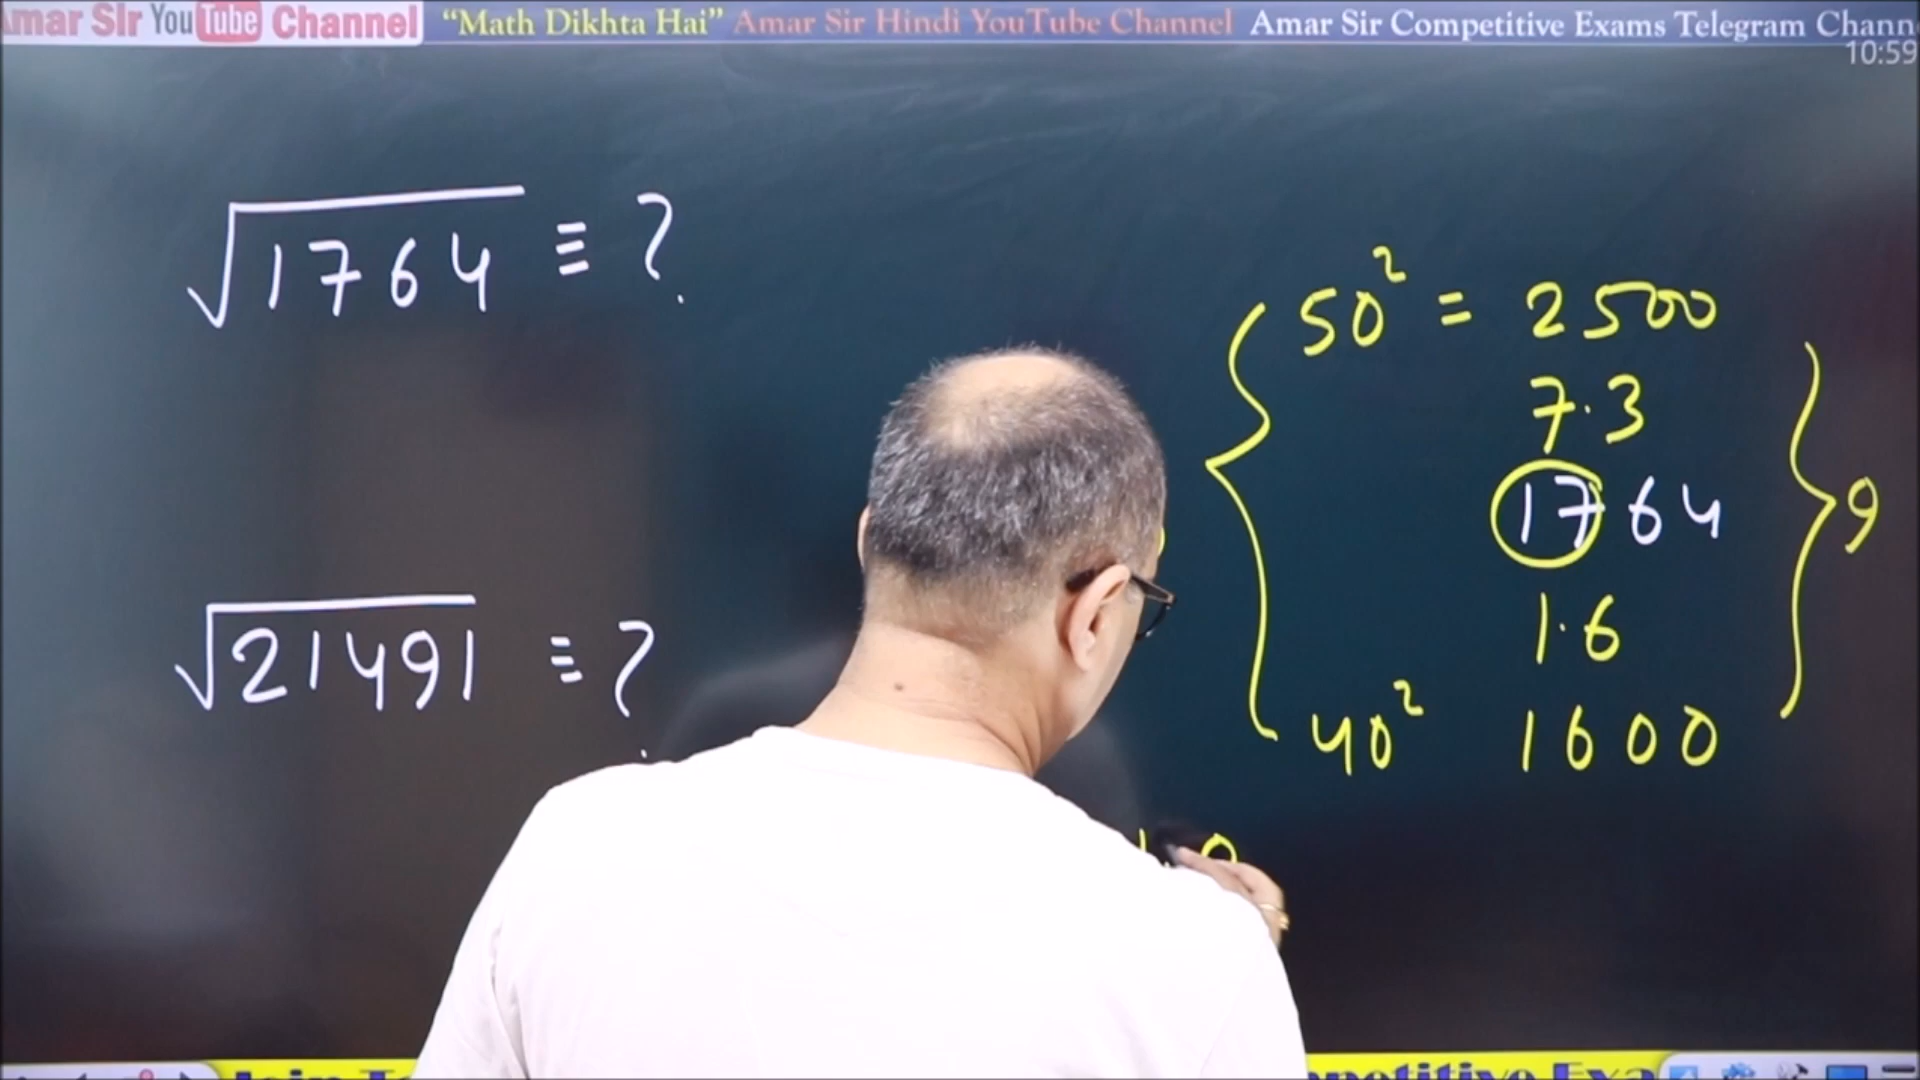 Amar Sir YouTube Channel "Math Dikhta Hai" Amar Sir Hindi YouTube Channel Amar Sir Competitive Exams Telegram Chann
10:59
√1764 ≡ ?
√21491 ≡ ?
50² = 2500
7.3
1764
9
1.6
40² 1600